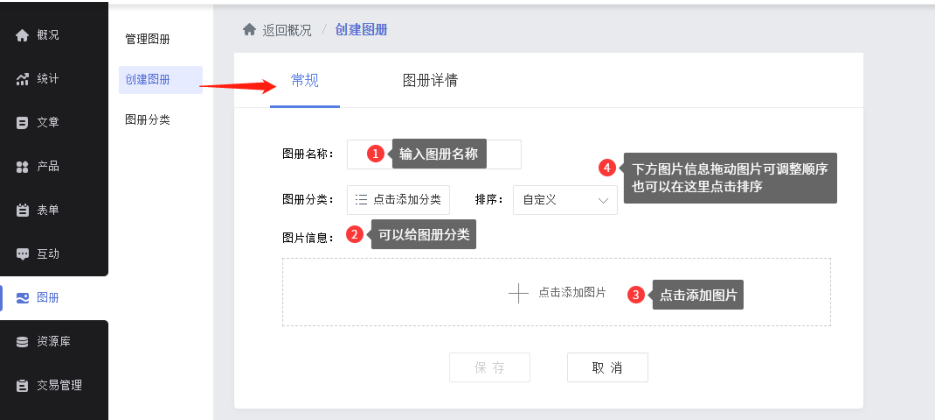 概况
统计
文章
产品
表单
互动
图册
资源库
交易管理
管理图册
创建图册
图册分类
返回概况 / 创建图册
常规
图册详情
图册名称：
1 输入图册名称
图册分类：
点击添加分类
排序：
自定义
4 下方图片信息拖动图片可调整顺序
也可以在这里点击排序
图片信息：
2 可以给图册分类
点击添加图片
3 点击添加图片
保 存
取 消